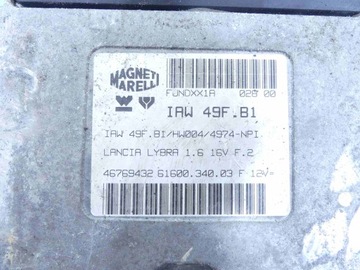 MAGNETI
MARELLI
FUNDXX1A 028 00
IAW 49F.B1
IAW 49F.B1/HW004/4974-NPI.
LANCIA LYBRA 1.6 16V F.2
46769432 61600.340.03 F 12V=